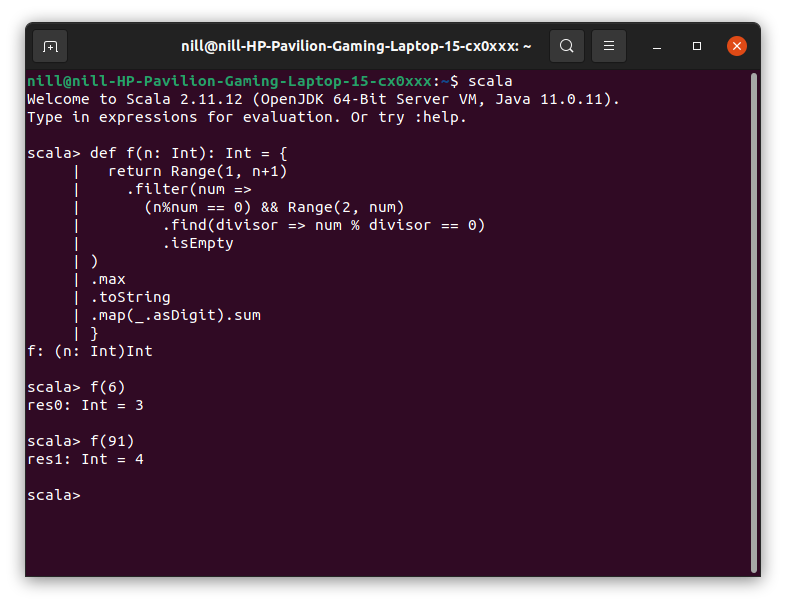 nill@nill-HP-Pavilion-Gaming-Laptop-15-cx0xxx: ~
nill@nill-HP-Pavilion-Gaming-Laptop-15-cx0xxx:~$ scala
Welcome to Scala 2.11.12 (OpenJDK 64-Bit Server VM, Java 11.0.11).
Type in expressions for evaluation. Or try :help.
scala> def f(n: Int): Int = {
     |   return Range(1, n+1)
     |     .filter(num =>
     |       (n%num == 0) && Range(2, num)
     |         .find(divisor => num % divisor == 0)
     |         .isEmpty
     | )
     | .max
     | .toString
     | .map(_.asDigit).sum
     | }
f: (n: Int)Int
scala> f(6)
res0: Int = 3
scala> f(91)
res1: Int = 4
scala>